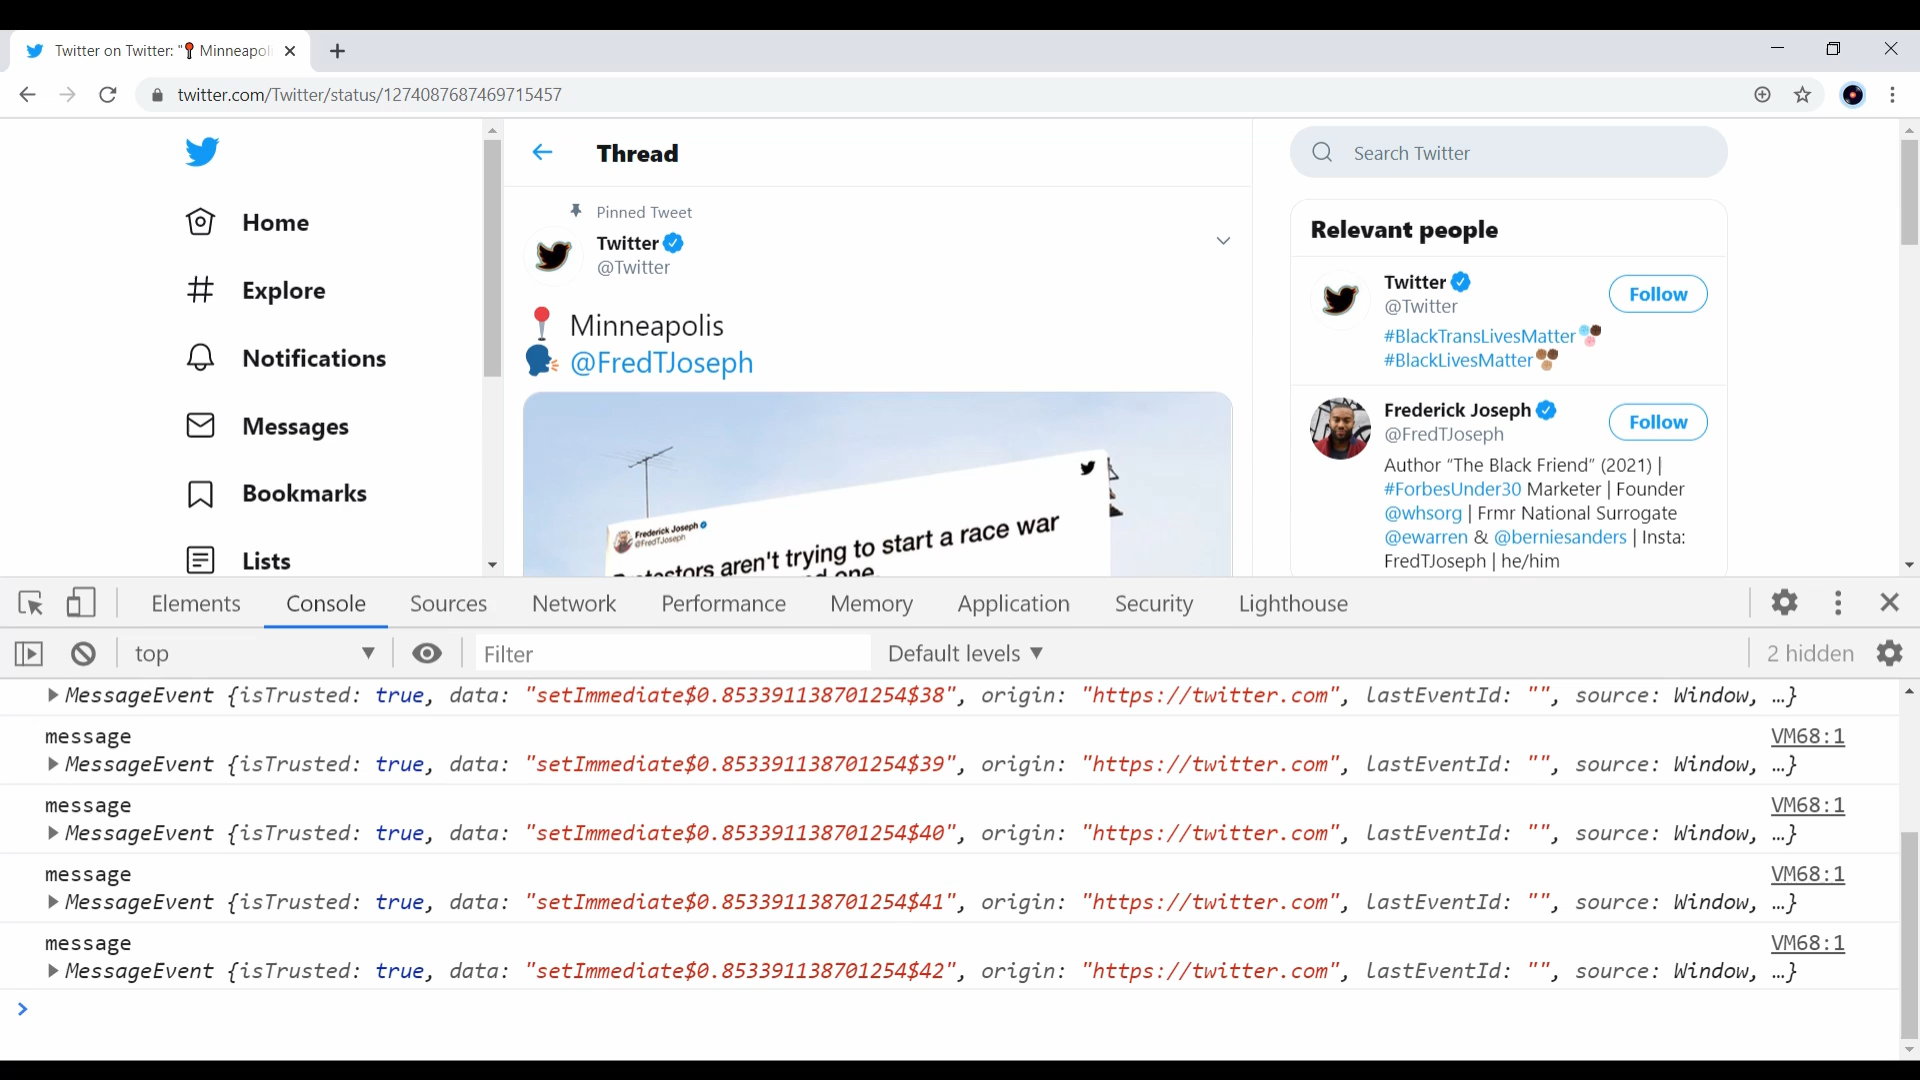 Twitter on Twitter: "📍 Minneapoli
twitter.com/Twitter/status/1274087687469715457
Home
Explore
Notifications
Messages
Bookmarks
Lists
Thread
Pinned Tweet
Twitter
@Twitter
📍 Minneapolis
🗣️ @FredTJoseph
Frederick Joseph
@FredTJoseph
aren't trying to start a race war
one.
Search Twitter
Relevant people
Twitter
@Twitter
Follow
#BlackTransLivesMatter
#BlackLivesMatter
Frederick Joseph
@FredTJoseph
Follow
Author “The Black Friend” (2021) |
#ForbesUnder30 Marketer | Founder
@whsorg | Frmr National Surrogate
@ewarren & @berniesanders | Insta:
FredTJoseph | he/him
Elements Console Sources Network Performance Memory Application Security Lighthouse
top Filter Default levels 2 hidden
MessageEvent {isTrusted: true, data: "setImmediate$0.853391138701254$38", origin: "https://twitter.com", lastEventId: "", source: Window, …}
message VM68:1
MessageEvent {isTrusted: true, data: "setImmediate$0.853391138701254$39", origin: "https://twitter.com", lastEventId: "", source: Window, …}
message VM68:1
MessageEvent {isTrusted: true, data: "setImmediate$0.853391138701254$40", origin: "https://twitter.com", lastEventId: "", source: Window, …}
message VM68:1
MessageEvent {isTrusted: true, data: "setImmediate$0.853391138701254$41", origin: "https://twitter.com", lastEventId: "", source: Window, …}
message VM68:1
MessageEvent {isTrusted: true, data: "setImmediate$0.853391138701254$42", origin: "https://twitter.com", lastEventId: "", source: Window, …}